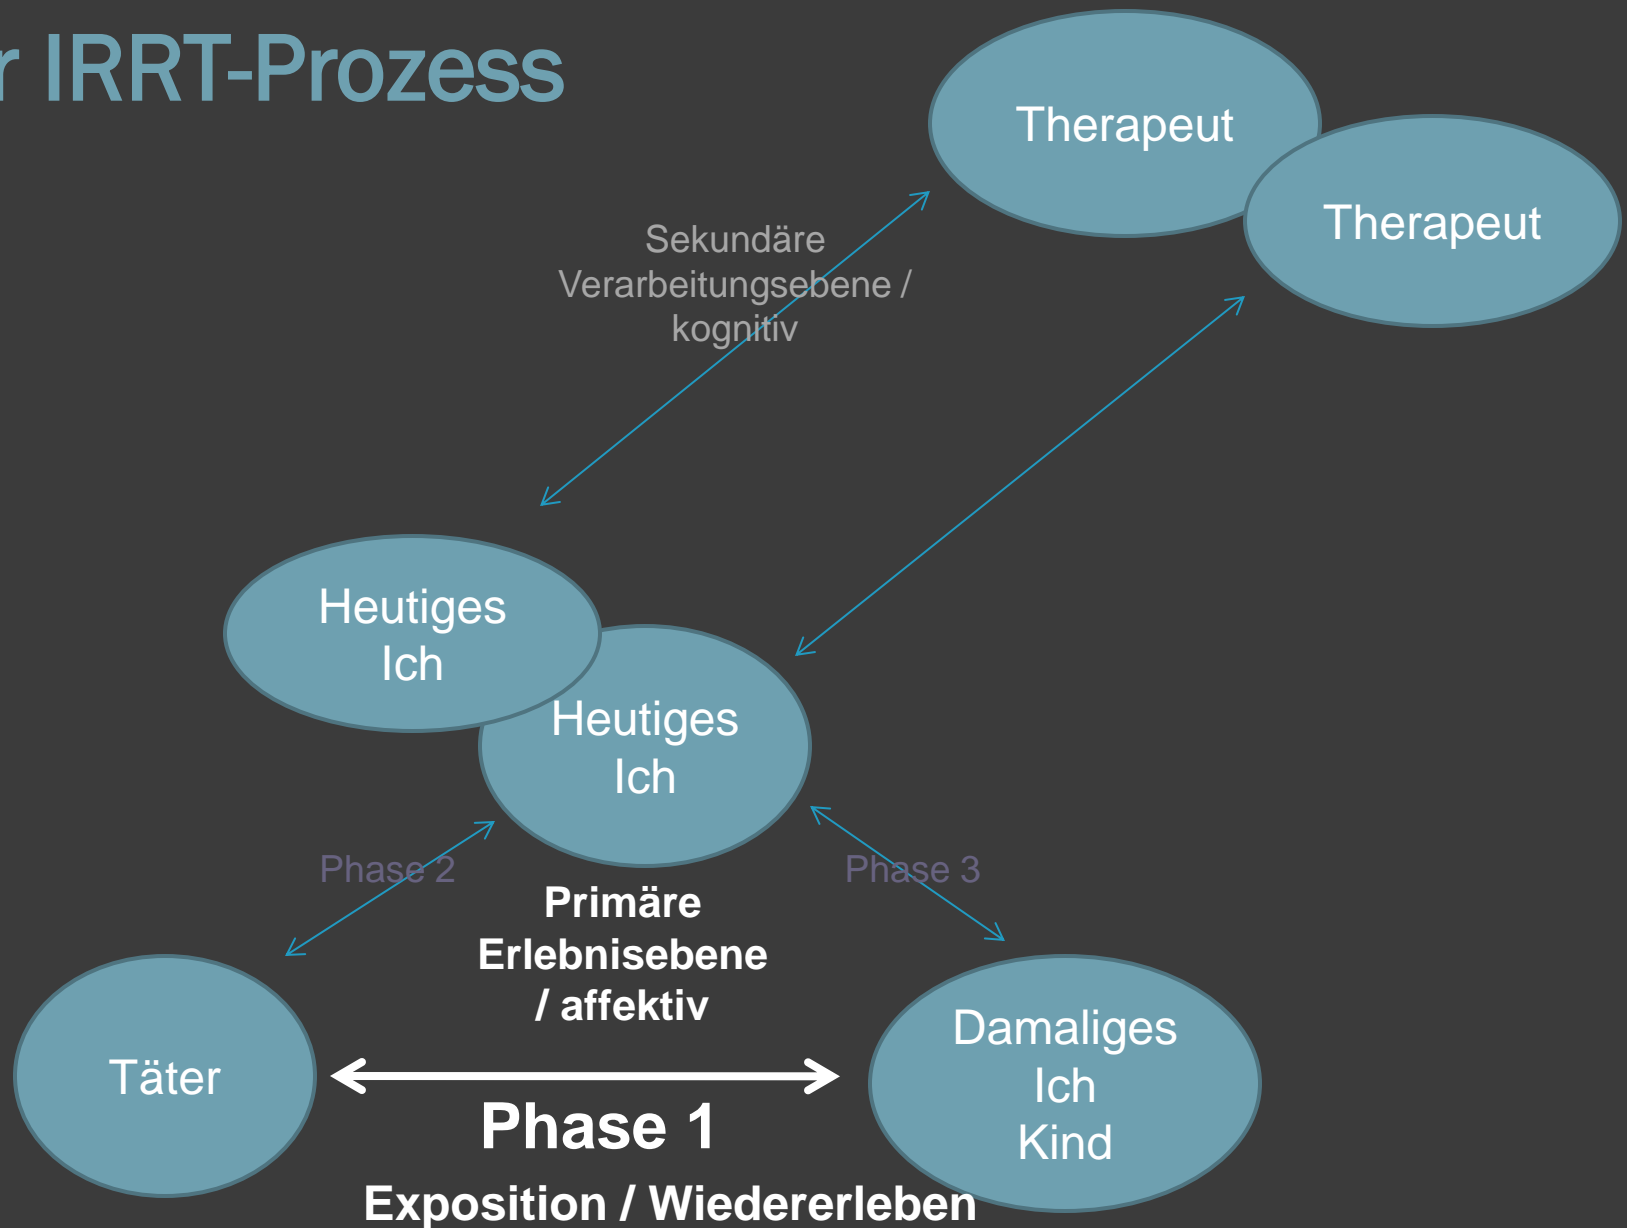 r IRRT-Prozess
Therapeut
Therapeut
Sekundäre
Verarbeitungsebene /
kognitiv
Heutiges
Ich
Heutiges
Ich
Phase 2
Phase 3
Primäre
Erlebnisebene
/ affektiv
Täter
Damaliges
Ich
Kind
Phase 1
Exposition / Wiedererleben